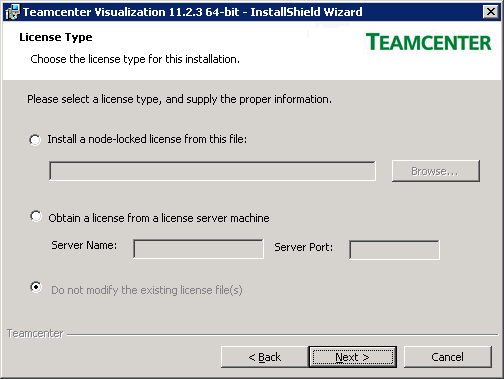 Teamcenter Visualization 11.2.3 64-bit - InstallShield Wizard
License Type
Choose the license type for this installation.
TEAMCENTER
Please select a license type, and supply the proper information.
Install a node-locked license from this file:
Browse...
Obtain a license from a license server machine
Server Name: Server Port:
Do not modify the existing license file(s)
Teamcenter
< Back Next > Cancel